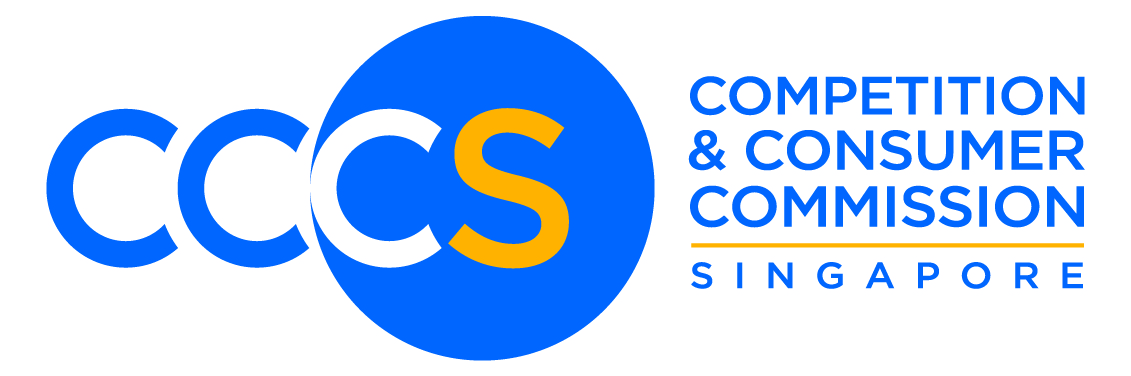 CCCS
COMPETITION
& CONSUMER
COMMISSION
SINGAPORE